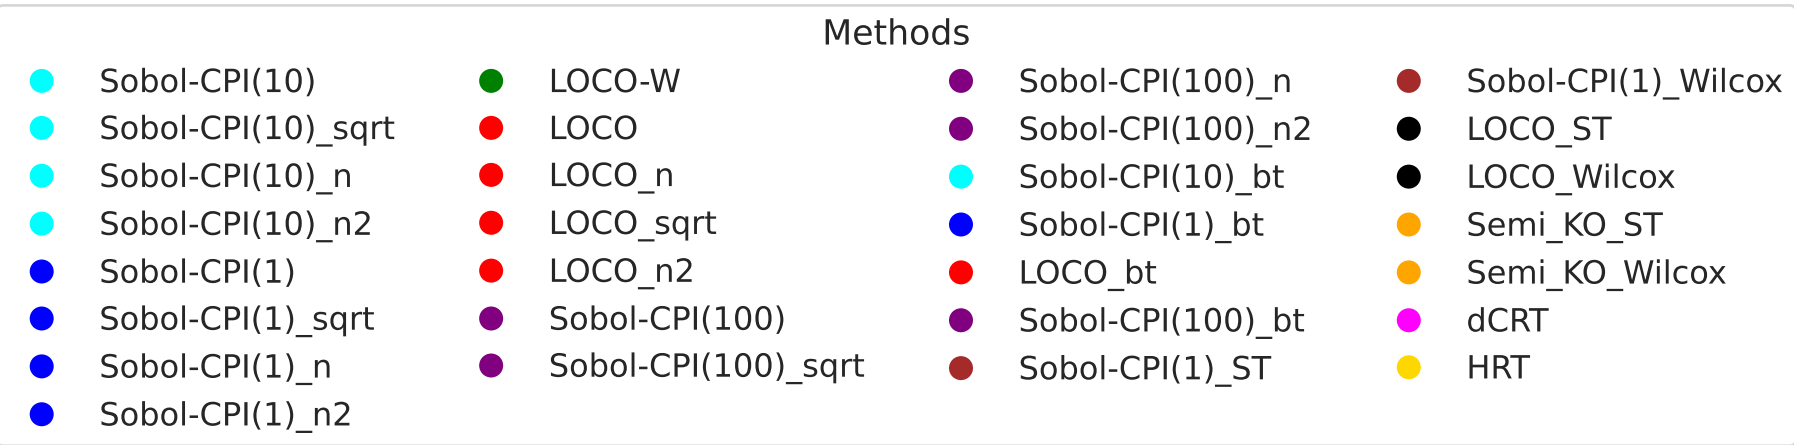 Methods
Sobol-CPI(10)
Sobol-CPI(10)_sqrt
Sobol-CPI(10)_n
Sobol-CPI(10)_n2
Sobol-CPI(1)
Sobol-CPI(1)_sqrt
Sobol-CPI(1)_n
Sobol-CPI(1)_n2
LOCO-W
LOCO
LOCO_n
LOCO_sqrt
LOCO_n2
Sobol-CPI(100)
Sobol-CPI(100)_sqrt
Sobol-CPI(100)_n
Sobol-CPI(100)_n2
Sobol-CPI(10)_bt
Sobol-CPI(1)_bt
LOCO_bt
Sobol-CPI(100)_bt
Sobol-CPI(1)_ST
Sobol-CPI(1)_Wilcox
LOCO_ST
LOCO_Wilcox
Semi_KO_ST
Semi_KO_Wilcox
dCRT
HRT